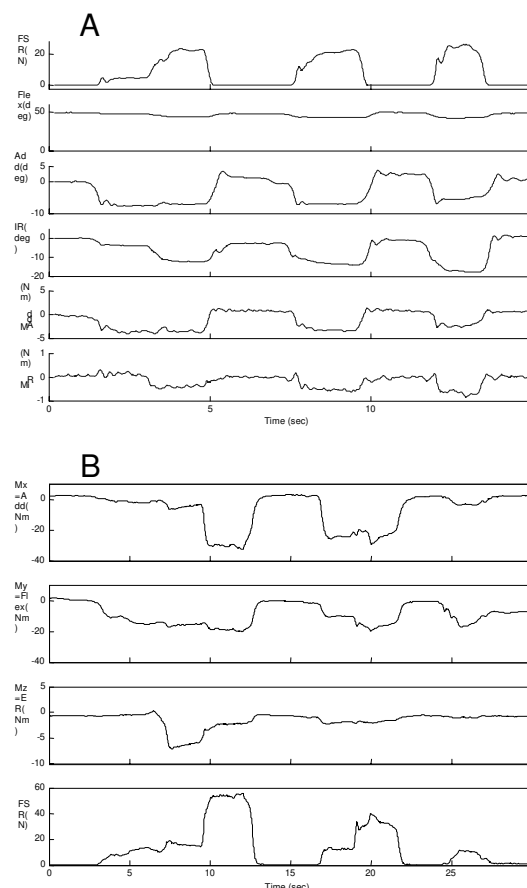 A
FS
R(
N)
20
0
Fle
x(d
eg)
50
0
Ad
d(d
eg)
5
0
-10
IR(
deg
)
0
-10
-20
(N
m)
M Ad
d
5
0
-5
(N
m)
M R
1
0
-1
0
5
10
Time (sec)
B
Mx
=A
dd(
Nm
)
0
-20
-40
My
=Fl
ex(
Nm
)
0
-20
-40
Mz
=E
R(
Nm
)
5
0
-5
-10
FS
R(
N)
60
40
20
0
0
5
10
15
20
25
Time (sec)